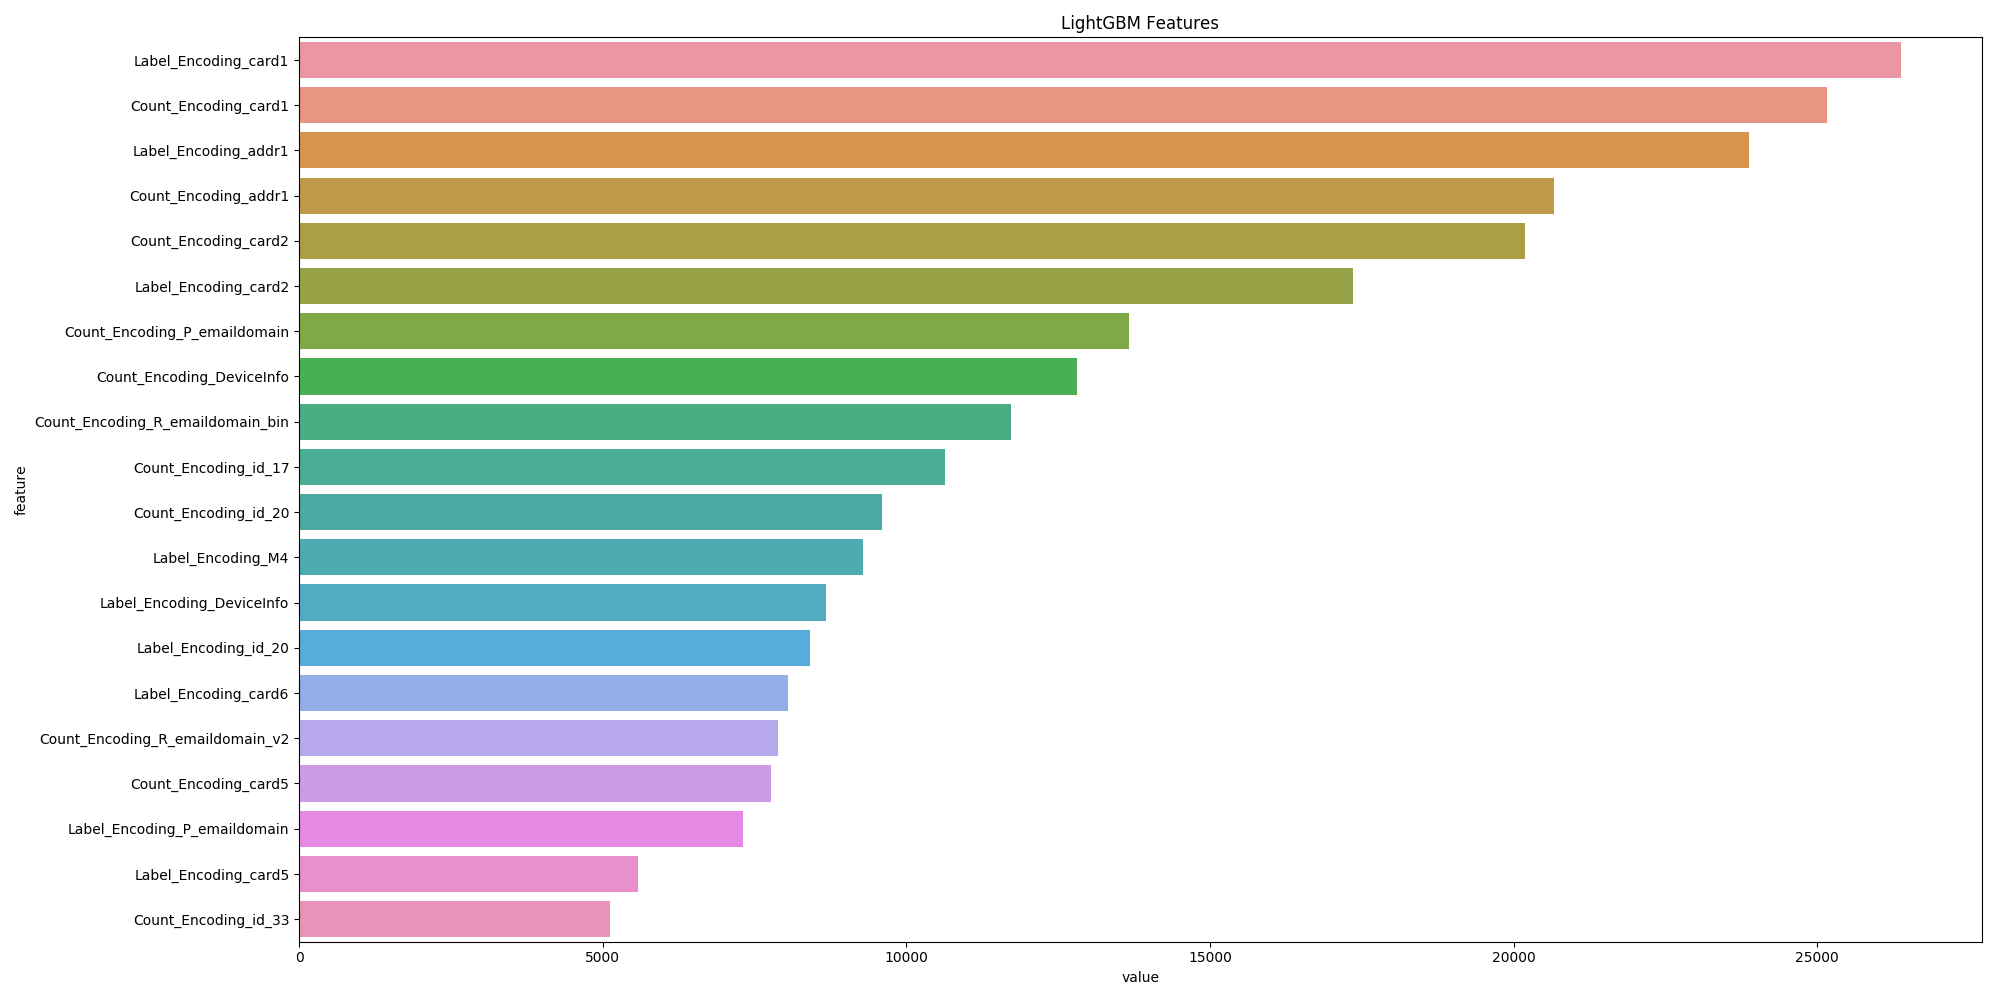 LightGBM Features
Label_Encoding_card1
Count_Encoding_card1
Label_Encoding_addr1
Count_Encoding_addr1
Count_Encoding_card2
Label_Encoding_card2
Count_Encoding_P_emaildomain
Count_Encoding_DeviceInfo
Count_Encoding_R_emaildomain_bin
Count_Encoding_id_17
Count_Encoding_id_20
Label_Encoding_M4
Label_Encoding_DeviceInfo
Label_Encoding_id_20
Label_Encoding_card6
Count_Encoding_R_emaildomain_v2
Count_Encoding_card5
Label_Encoding_P_emaildomain
Label_Encoding_card5
Count_Encoding_id_33
feature
0 5000 10000 15000 20000 25000
value